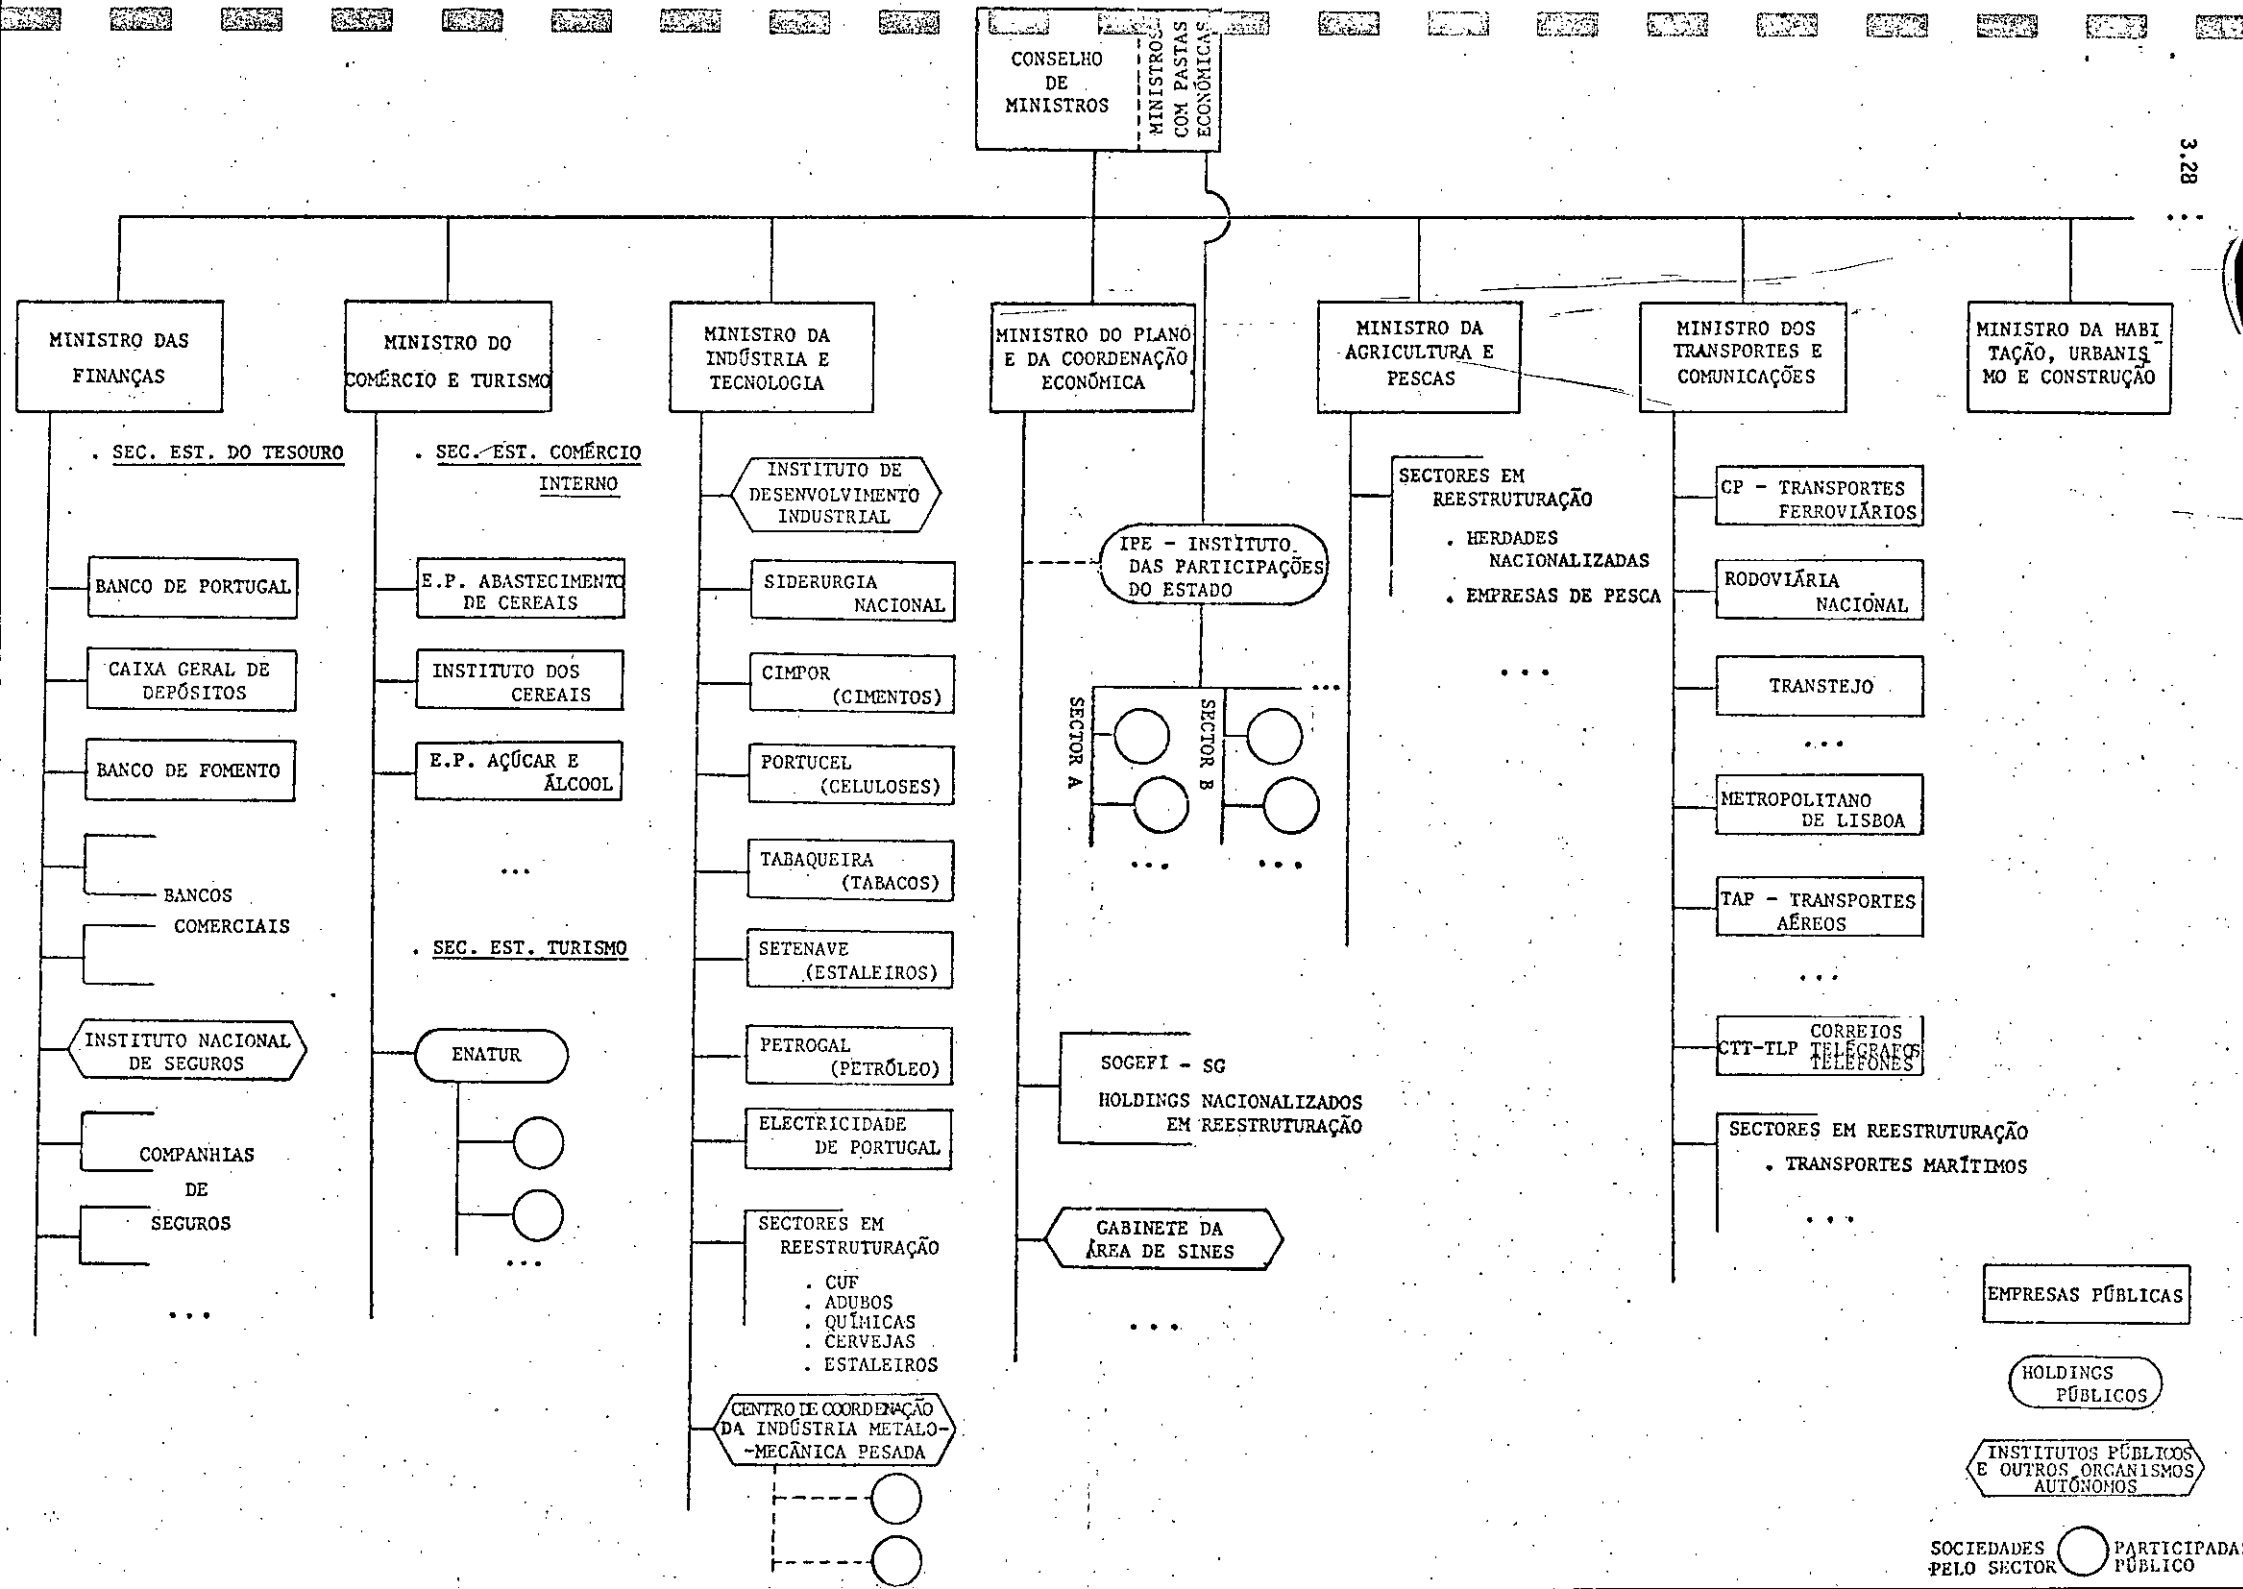 CONSELHO
DE
MINISTROS
MINISTROS
COM PASTAS
ECONÓMICAS
3.28
...
MINISTRO DAS
FINANÇAS
. SEC. EST. DO TESOURO
BANCO DE PORTUGAL
CAIXA GERAL DE
DEPÓSITOS
BANCO DE FOMENTO
BANCOS
COMERCIAIS
INSTITUTO NACIONAL
DE SEGUROS
COMPANHIAS
DE
SEGUROS
...
MINISTRO DO
COMÉRCIO E TURISMO
. SEC. EST. COMÉRCIO
INTERNO
E.P. ABASTECIMENTO
DE CEREAIS
INSTITUTO DOS
CEREAIS
E.P. AÇÚCAR E
ÁLCOOL
...
. SEC. EST. TURISMO
ENATUR
...
MINISTRO DA
INDÚSTRIA E
TECNOLOGIA
INSTITUTO DE
DESENVOLVIMENTO
INDUSTRIAL
SIDERURGIA
NACIONAL
CIMPOR
(CIMENTOS)
PORTUCEL
(CELULOSES)
TABAQUEIRA
(TABACOS)
SETENAVE
(ESTALEIROS)
PETROGAL
(PETRÓLEO)
ELECTRICIDADE
DE PORTUGAL
SECTORES EM
REESTRUTURAÇÃO
. CUF
. ADUBOS
. QUÍMICAS
. CERVEJAS
. ESTALEIROS
CENTRO DE COORDENAÇÃO
DA INDÚSTRIA METALO-
-MECÂNICA PESADA
MINISTRO DO PLANO
E DA COORDENAÇÃO
ECONÓMICA
IPE - INSTITUTO
DAS PARTICIPAÇÕES
DO ESTADO
SECTOR A
...
SECTOR B
...
...
SOGEFI - SG
HOLDINGS NACIONALIZADOS
EM REESTRUTURAÇÃO
GABINETE DA
ÁREA DE SINES
...
MINISTRO DA
AGRICULTURA E
PESCAS
SECTORES EM
REESTRUTURAÇÃO
. HERDADES
NACIONALIZADAS
. EMPRESAS DE PESCA
...
MINISTRO DOS
TRANSPORTES E
COMUNICAÇÕES
CP - TRANSPORTES
FERROVIÁRIOS
RODOVIÁRIA
NACIONAL
TRANSTEJO
...
METROPOLITANO
DE LISBOA
TAP - TRANSPORTES
AÉREOS
...
CTT-TLP CORREIOS
TELÉGRAFOS
TELEFONES
SECTORES EM REESTRUTURAÇÃO
. TRANSPORTES MARÍTIMOS
...
MINISTRO DA HABI
TAÇÃO, URBANIS
MO E CONSTRUÇÃO
EMPRESAS PÚBLICAS
HOLDINGS
PÚBLICOS
INSTITUTOS PÚBLICOS
E OUTROS ORGANISMOS
AUTÓNOMOS
SOCIEDADES PARTICIPADAS
PELO SECTOR PÚBLICO